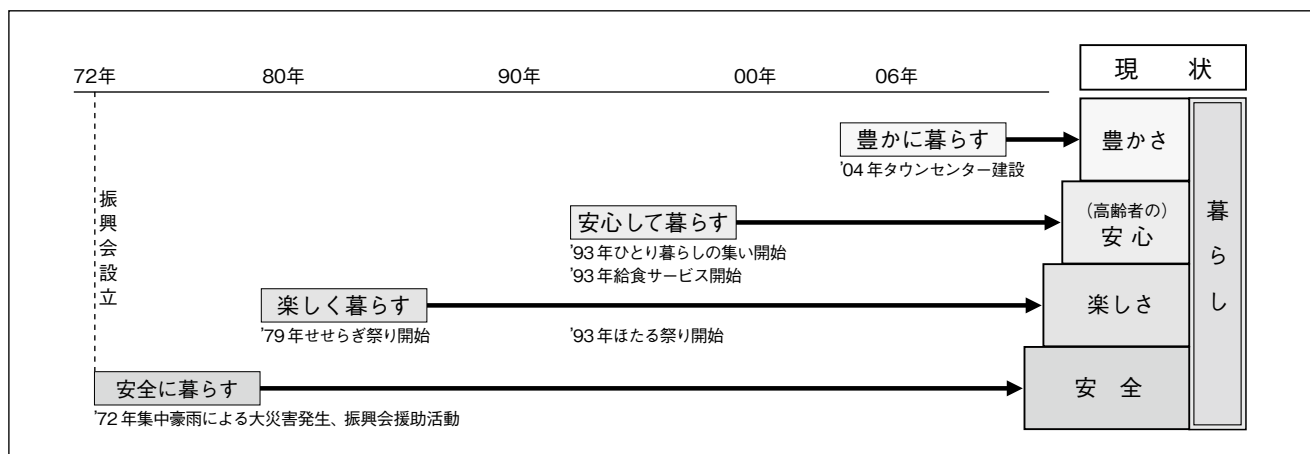 72年 80年 90年 00年 06年
現 状
振興会設立
豊かに暮らす
'04年タウンセンター建設
豊かさ
安心して暮らす
'93年ひとり暮らしの集い開始
'93年給食サービス開始
(高齢者の)
安心
楽しく暮らす
'79年せせらぎ祭り開始
'93年ほたる祭り開始
楽しさ
安全に暮らす
'72年集中豪雨による大災害発生、振興会援助活動
安 全
暮らし